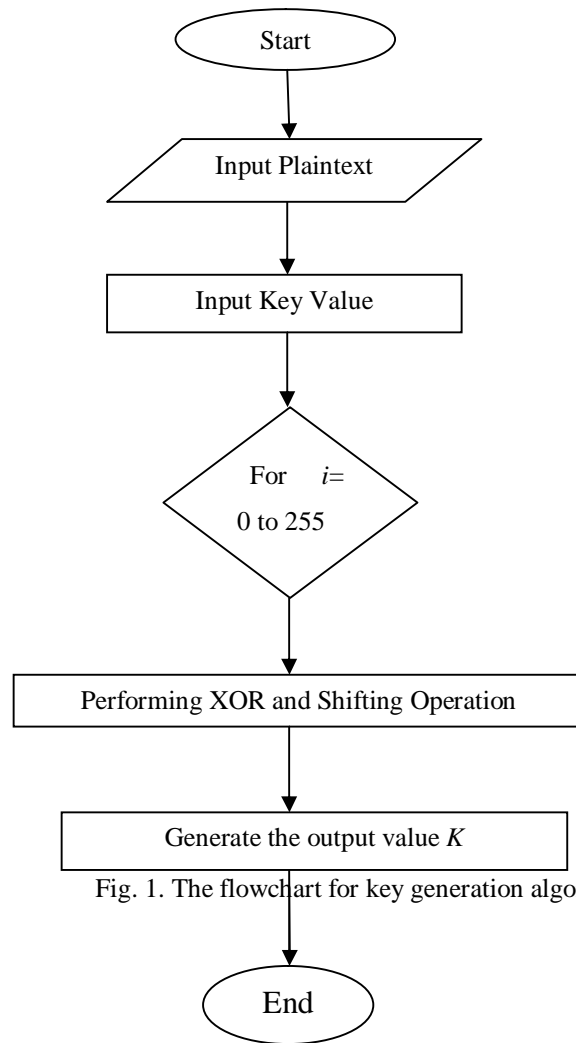 Start
Input Plaintext
Input Key Value
For i=
0 to 255
Performing XOR and Shifting Operation
Generate the output value K
Fig. 1. The flowchart for key generation algo
End